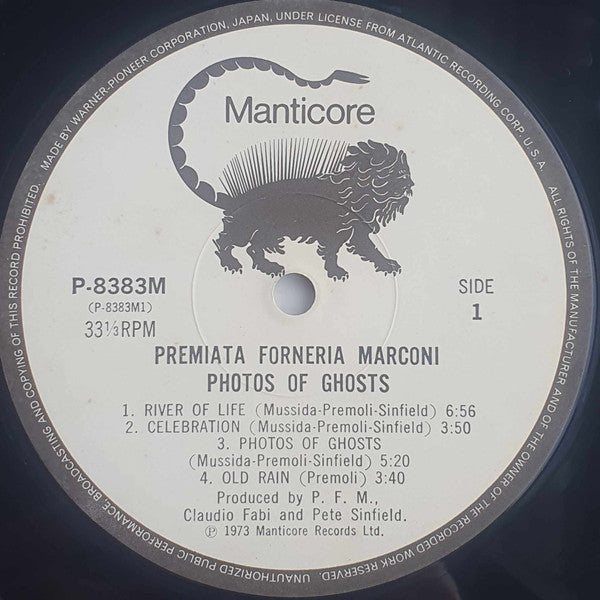 MADE BY WARNER-PIONEER CORPORATION, JAPAN, UNDER LICENSE FROM ATLANTIC RECORDING CORP. U.S.A.
ALL RIGHTS OF THE MANUFACTURER AND OF THE OWNER OF THE RECORDED WORK RESERVED.
UNAUTHORIZED PUBLIC PERFORMANCE BROADCASTING AND COPYING OF THIS RECORD PROHIBITED.
Manticore
P-8383M
(P-8383M1)
33⅓RPM
SIDE
1
PREMIATA FORNERIA MARCONI
PHOTOS OF GHOSTS
1. RIVER OF LIFE (Mussida-Premoli-Sinfield) 6:56
2. CELEBRATION (Mussida-Premoli-Sinfield) 3:50
3. PHOTOS OF GHOSTS
(Mussida-Premoli-Sinfield) 5:20
4. OLD RAIN (Premoli) 3:40
Produced by P. F. M.,
Claudio Fabi and Pete Sinfield.
℗ 1973 Manticore Records Ltd.